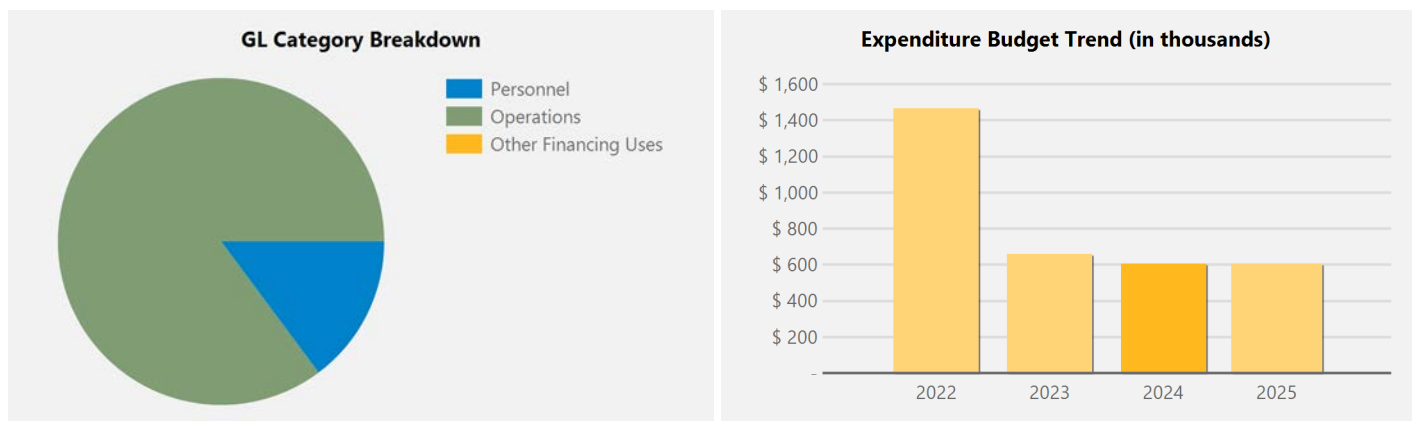 GL Category Breakdown
Personnel
Operations
Other Financing Uses
Expenditure Budget Trend (in thousands)
$ 1,600
$ 1,400
$ 1,200
$ 1,000
$ 800
$ 600
$ 400
$ 200
-
2022 2023 2024 2025